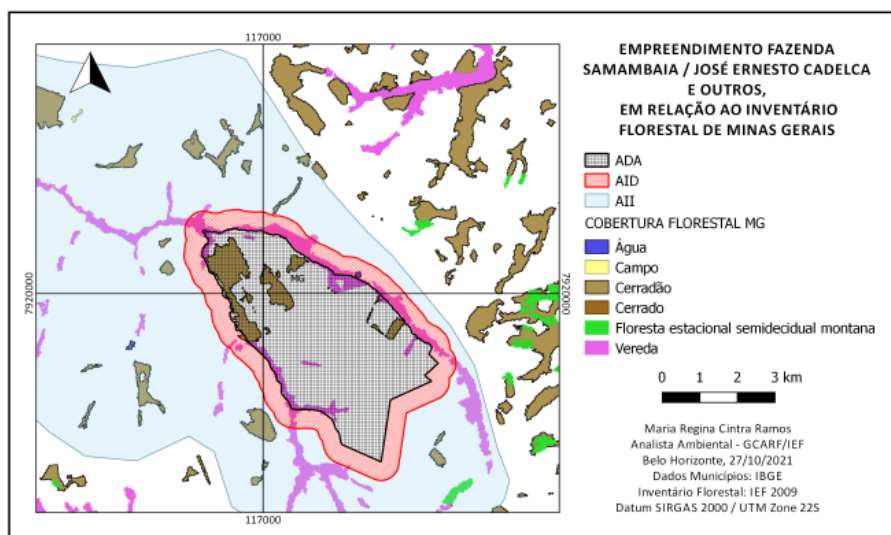 117000
7920000
MG
7920000
117000
EMPREENDIMENTO FAZENDA
SAMAMBAIA / JOSÉ ERNESTO CADELCA
E OUTROS,
EM RELAÇÃO AO INVENTÁRIO
FLORESTAL DE MINAS GERAIS
ADA
AID
AII
COBERTURA FLORESTAL MG
Água
Campo
Cerradão
Cerrado
Floresta estacional semidecidual montana
Vereda
0 1 2 3 km
Maria Regina Cintra Ramos
Analista Ambiental - GCARF/IEF
Belo Horizonte, 27/10/2021
Dados Municípios: IBGE
Inventário Florestal: IEF 2009
Datum SIRGAS 2000 / UTM Zone 22S